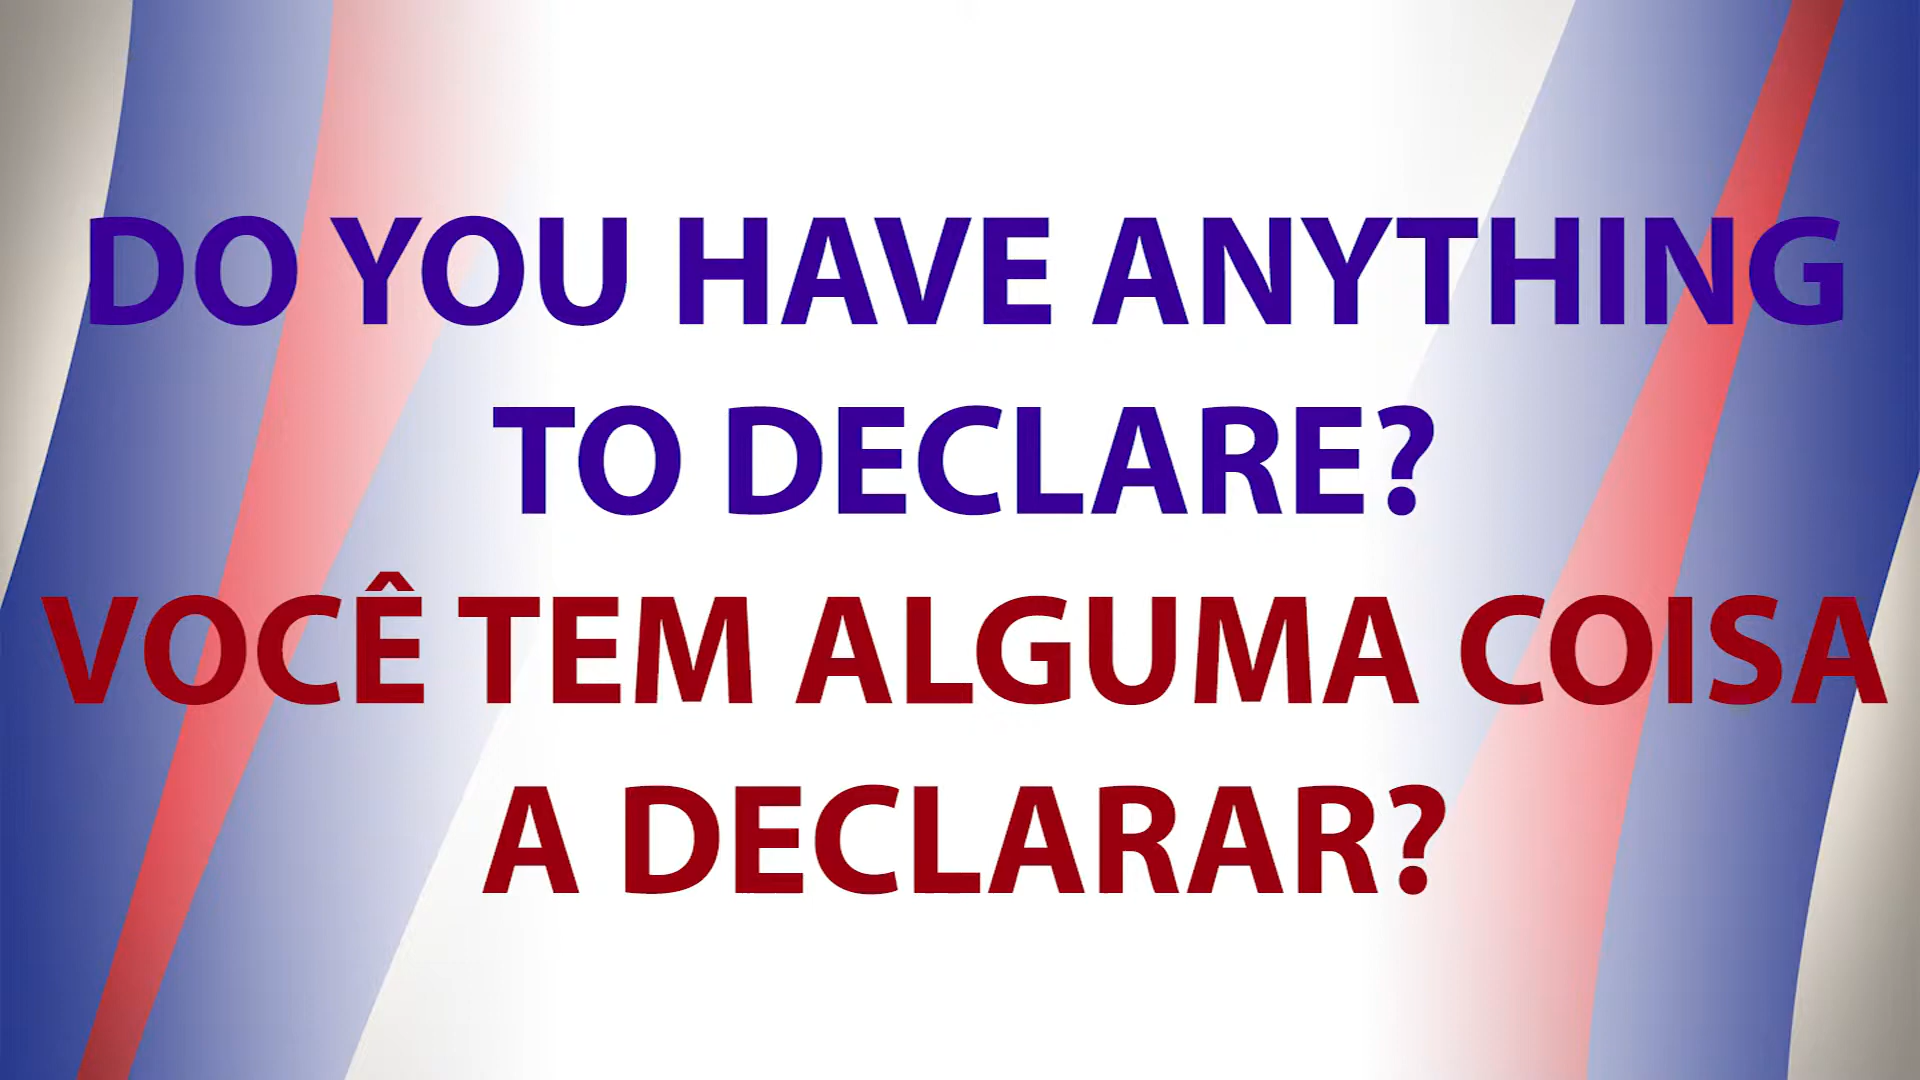 DO YOU HAVE ANYTHING
TO DECLARE?
VOCÊ TEM ALGUMA COISA
A DECLARAR?